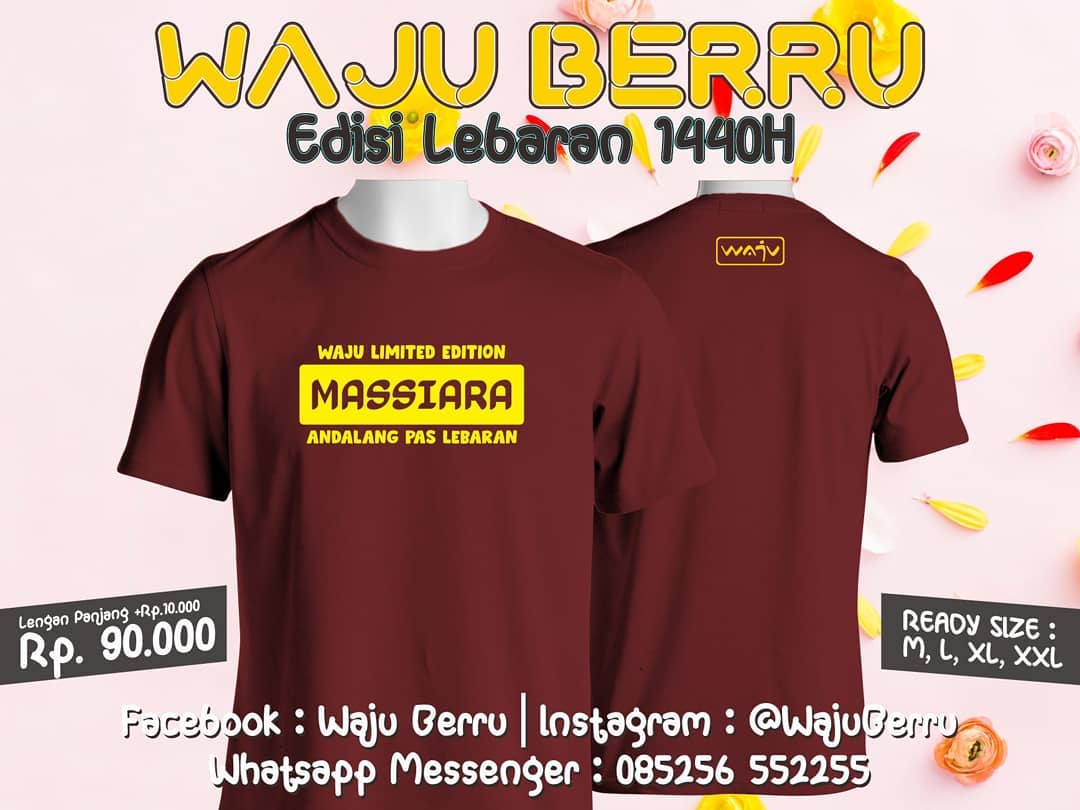 WAJU BERRU
Edisi Lebaran 1440H
waju
WAJU LIMITED EDITION
MASSIARA
ANDALANG PAS LEBARAN
Lengan Panjang +Rp.10.000
Rp. 90.000
READY SIZE :
M, L, XL, XXL
Facebook : Waju Berru | Instagram : @WajuBerru
Whatsapp Messenger : 085256 552255